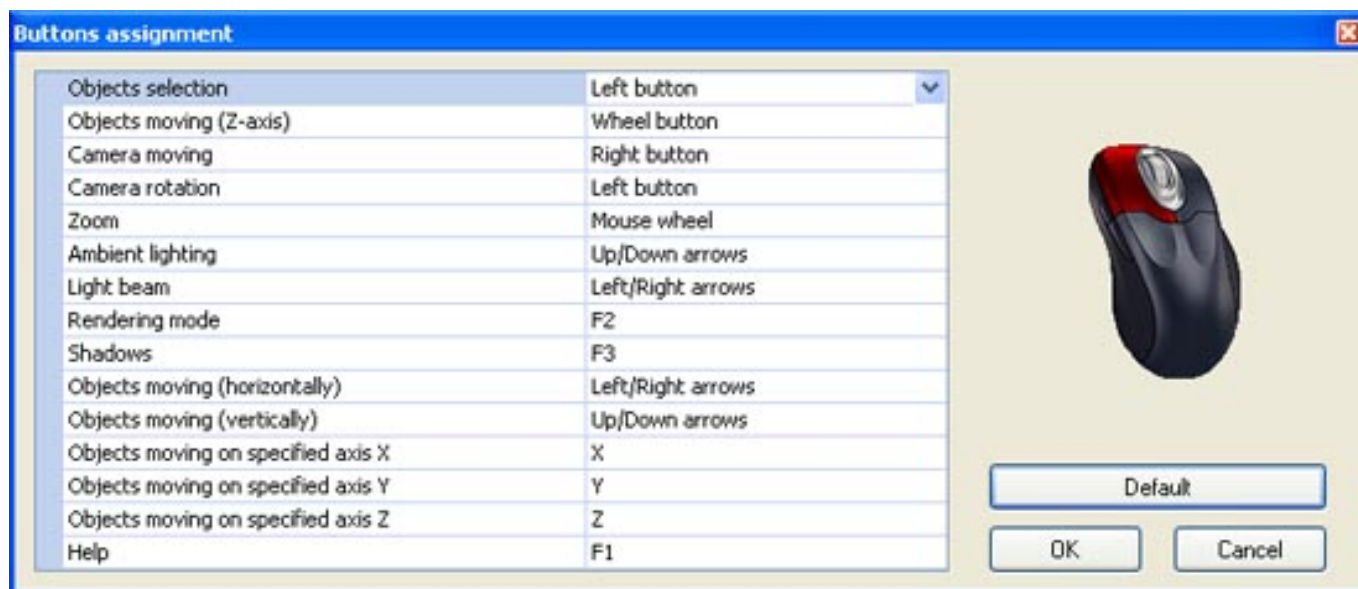 Buttons assignment
Objects selection Left button
Objects moving (Z-axis) Wheel button
Camera moving Right button
Camera rotation Left button
Zoom Mouse wheel
Ambient lighting Up/Down arrows
Light beam Left/Right arrows
Rendering mode F2
Shadows F3
Objects moving (horizontally) Left/Right arrows
Objects moving (vertically) Up/Down arrows
Objects moving on specified axis X X
Objects moving on specified axis Y Y
Objects moving on specified axis Z Z
Help F1
Default
OK Cancel